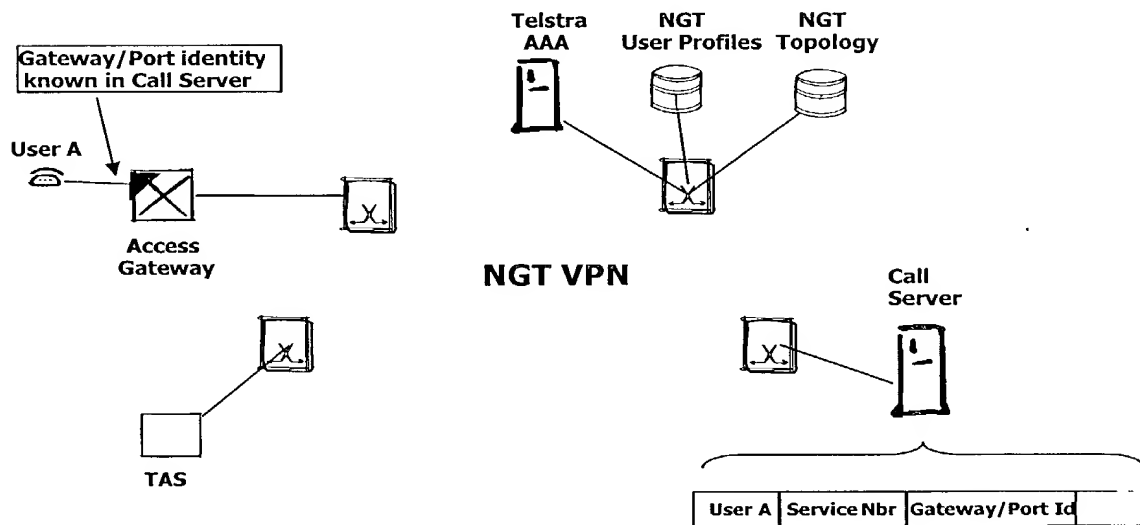 Telstra
AAA
NGT
User Profiles
NGT
Topology
Gateway/Port identity
known in Call Server
User A
Access
Gateway
NGT VPN
Call
Server
TAS
User A
Service Nbr
Gateway/Port Id